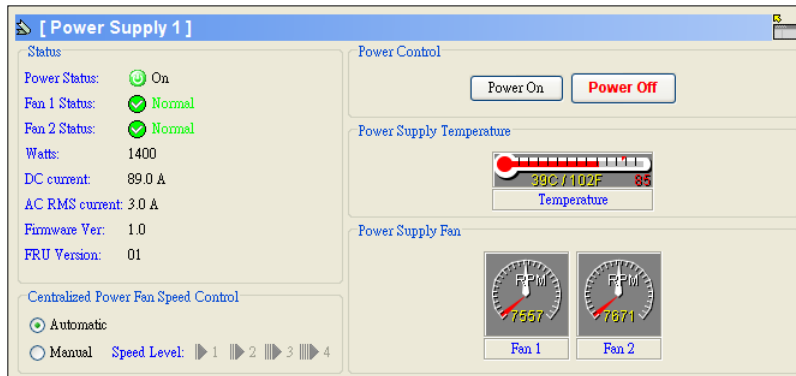 [ Power Supply 1 ]
Status
Power Status: On
Fan 1 Status: Normal
Fan 2 Status: Normal
Watts: 1400
DC current: 89.0 A
AC RMS current: 3.0 A
Firmware Ver: 1.0
FRU Version: 01
Centralized Power Fan Speed Control
Automatic
Manual Speed Level: 1 2 3 4
Power Control
Power On Power Off
Power Supply Temperature
39C / 102F 85
Temperature
Power Supply Fan
RPM RPM
7557 7671
Fan 1 Fan 2